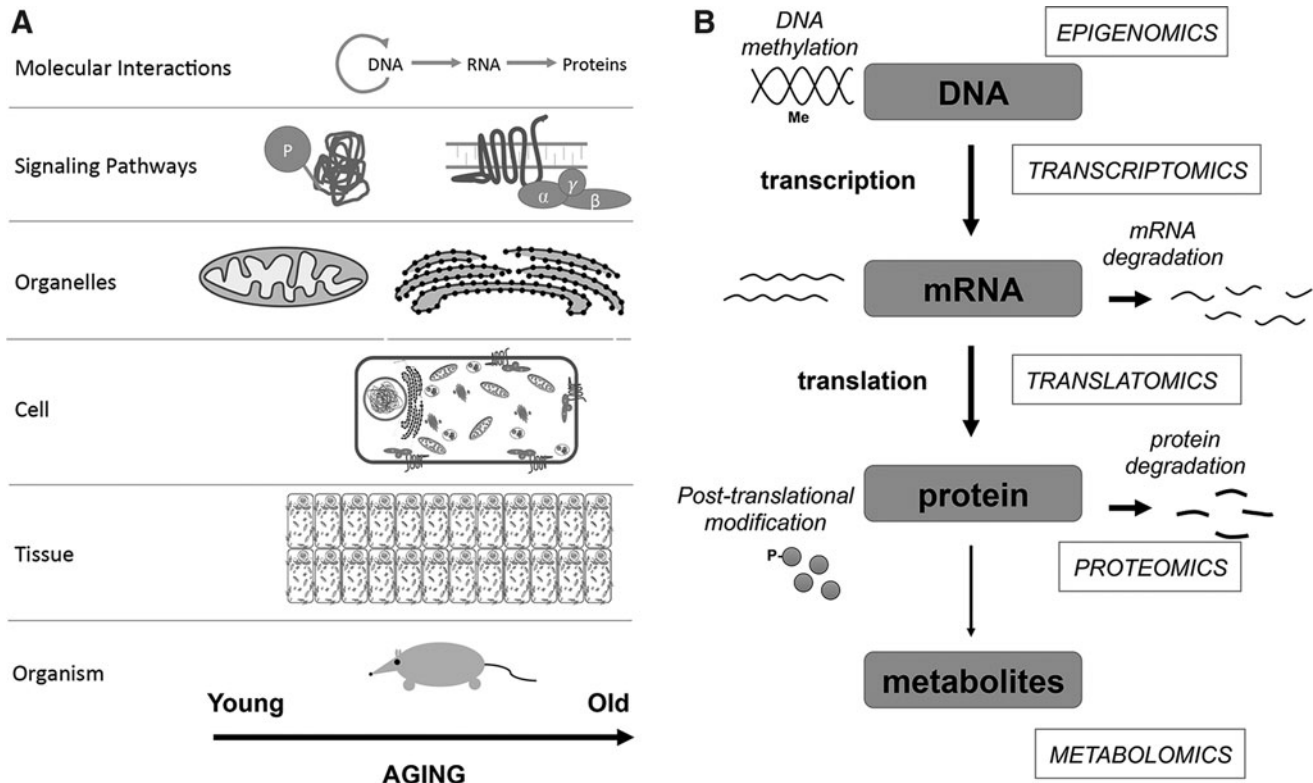 A
Molecular Interactions
DNA
RNA
Proteins
Signaling Pathways
P
α
γ
β
Organelles
Cell
Tissue
Organism
Young
Old
AGING
B
DNA
methylation
EPIGENOMICS
Me
DNA
transcription
TRANSCRIPTOMICS
mRNA
mRNA
degradation
translation
TRANSLATOMICS
Post-translational
modification
P-
protein
protein
degradation
PROTEOMICS
metabolites
METABOLOMICS